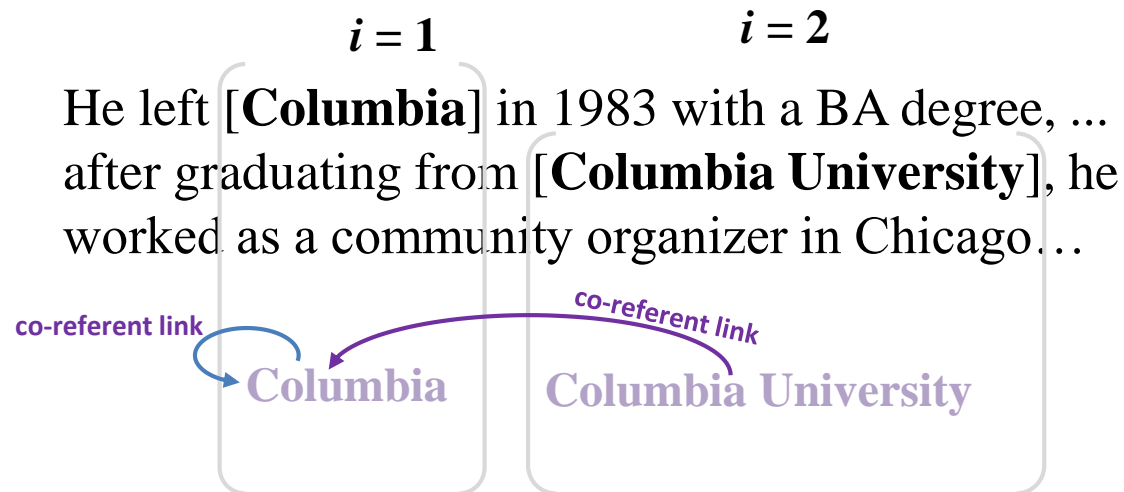 i = 1
i = 2
He left [Columbia] in 1983 with a BA degree, ...
after graduating from [Columbia University], he
worked as a community organizer in Chicago…
co-referent link
co-referent link
Columbia
Columbia University